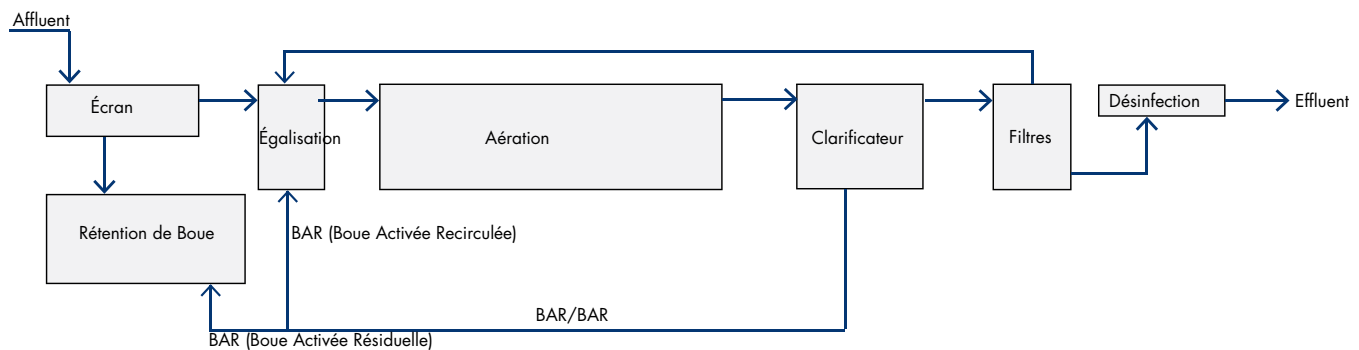 Affluent
Écran
Égalisation
Aération
Clarificateur
Filtres
Désinfection
Effluent
Rétention de Boue
BAR (Boue Activée Recirculée)
BAR/BAR
BAR (Boue Activée Résiduelle)